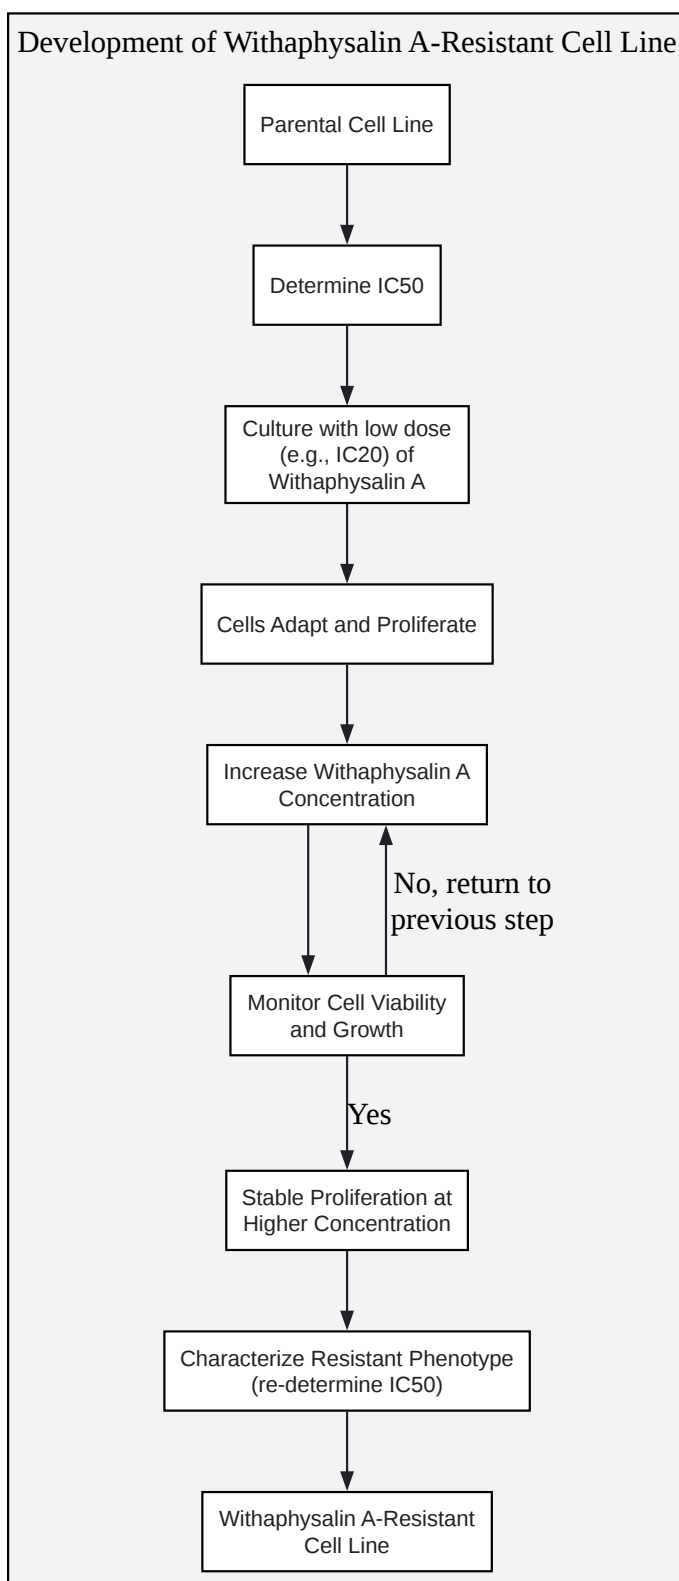 Development of Withaphysalin A-Resistant Cell Line
Parental Cell Line
Determine IC50
Culture with low dose
(e.g., IC20) of
Withaphysalin A
Cells Adapt and Proliferate
Increase Withaphysalin A
Concentration
No, return to
previous step
Monitor Cell Viability
and Growth
Yes
Stable Proliferation at
Higher Concentration
Characterize Resistant Phenotype
(re-determine IC50)
Withaphysalin A-Resistant
Cell Line